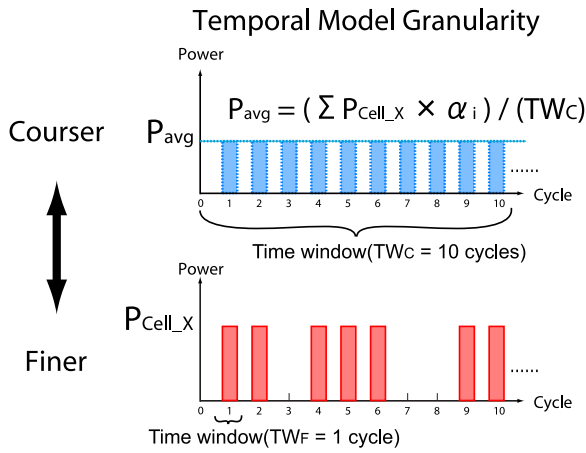 Temporal Model Granularity
Power
Pavg = ( Σ PCell_X × α i ) / (TWC)
Courser
Pavg
......
0 1 2 3 4 5 6 7 8 9 10 Cycle
Time window(TWC = 10 cycles)
Power
PCell_X
Finer
......
0 1 2 3 4 5 6 7 8 9 10 Cycle
Time window(TWF = 1 cycle)